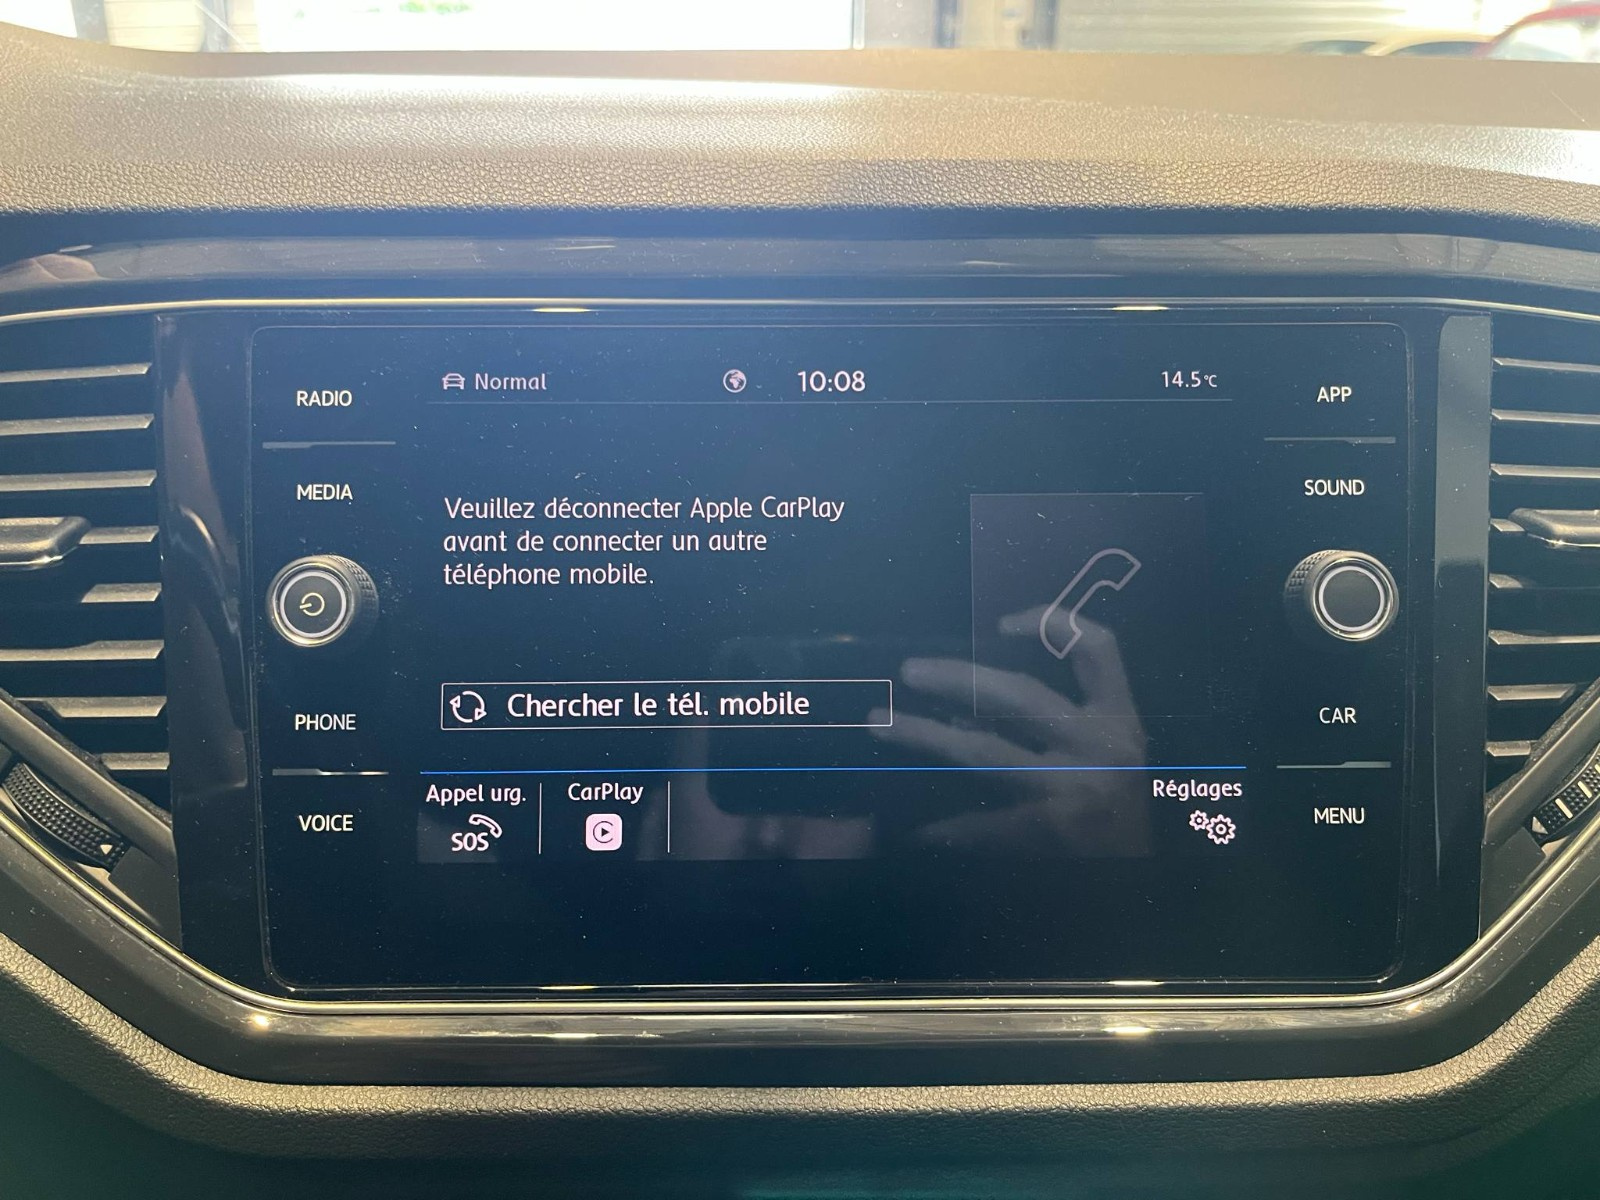 RADIO
MEDIA
PHONE
VOICE
Normal
10:08
14.5°C
Veuillez déconnecter Apple CarPlay
avant de connecter un autre
téléphone mobile.
Chercher le tél. mobile
Appel urg.
SOS
CarPlay
Réglages
APP
SOUND
CAR
MENU